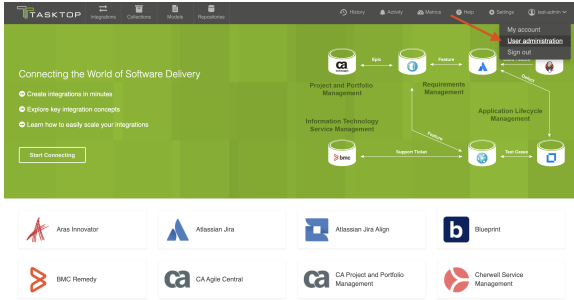 TASKTOP
Integrations
Collections
Models
Repositories
History
Activity
Metrics
Help
Settings
My account
User administration
Sign out
Connecting the World of Software Delivery
Create integrations in minutes
Explore key integration concepts
Learn how to easily scale your integrations
Start Connecting
ca
Epic
Feature
Defect
Project and Portfolio
Management
Requirements
Management
Application Lifecycle
Management
Information Technology
Service Management
Feature
bmc
Support Ticket
Test Cases
Aras Innovator
Atlassian Jira
Atlassian Jira Align
b
Blueprint
BMC Remedy
ca
CA Agile Central
ca
CA Project and Portfolio
Management
Cherwell Service
Management